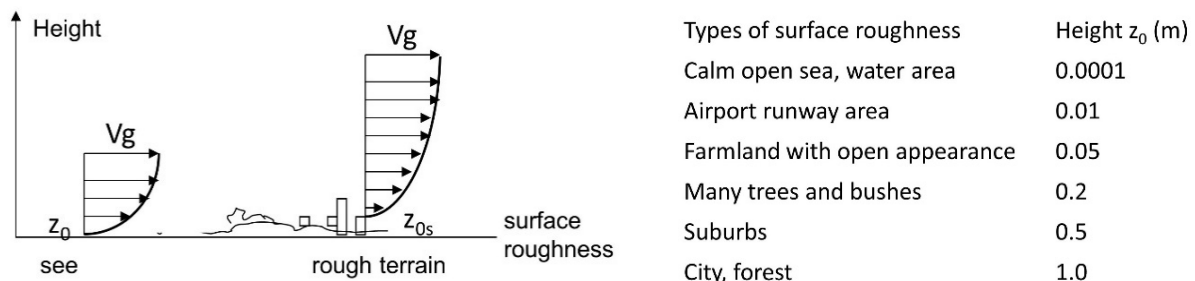 Height
Vg
Vg
z0
z0s
surface
roughness
see
rough terrain
Types of surface roughness Height z0 (m)
Calm open sea, water area 0.0001
Airport runway area 0.01
Farmland with open appearance 0.05
Many trees and bushes 0.2
Suburbs 0.5
City, forest 1.0